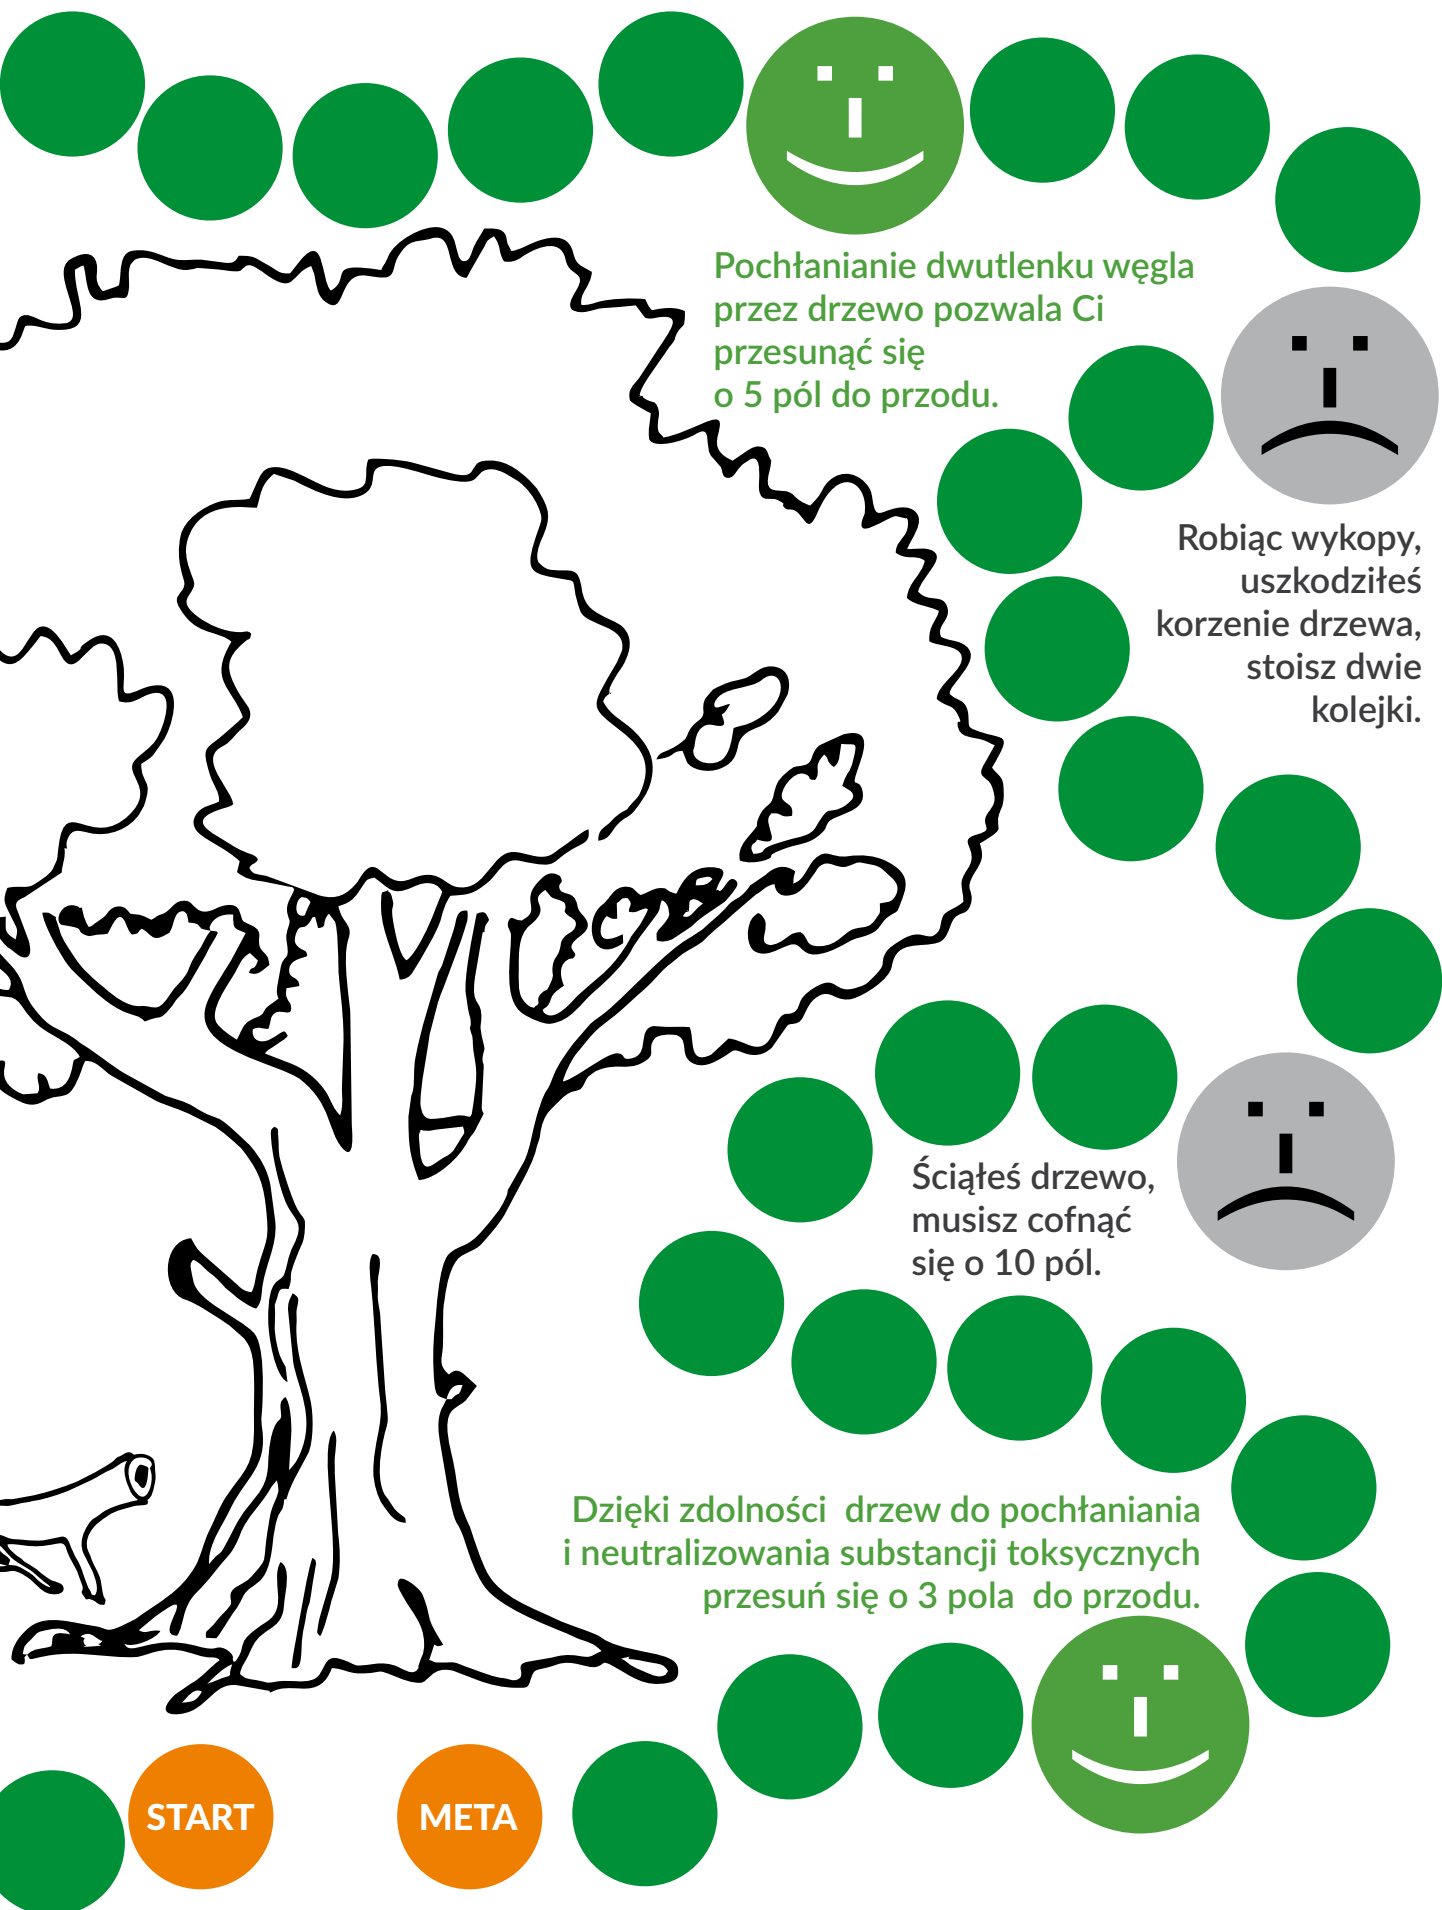 Pochłanianie dwutlenku węgla
przez drzewo pozwala Ci
przesunąć się
o 5 pól do przodu.
Robiąc wykopy,
uszkodziłeś
korzenie drzewa,
stoisz dwie
kolejki.
Ściąłeś drzewo,
musisz cofnąć
się o 10 pól.
Dzięki zdolności drzew do pochłaniania
i neutralizowania substancji toksycznych
przesuń się o 3 pola do przodu.
START
META